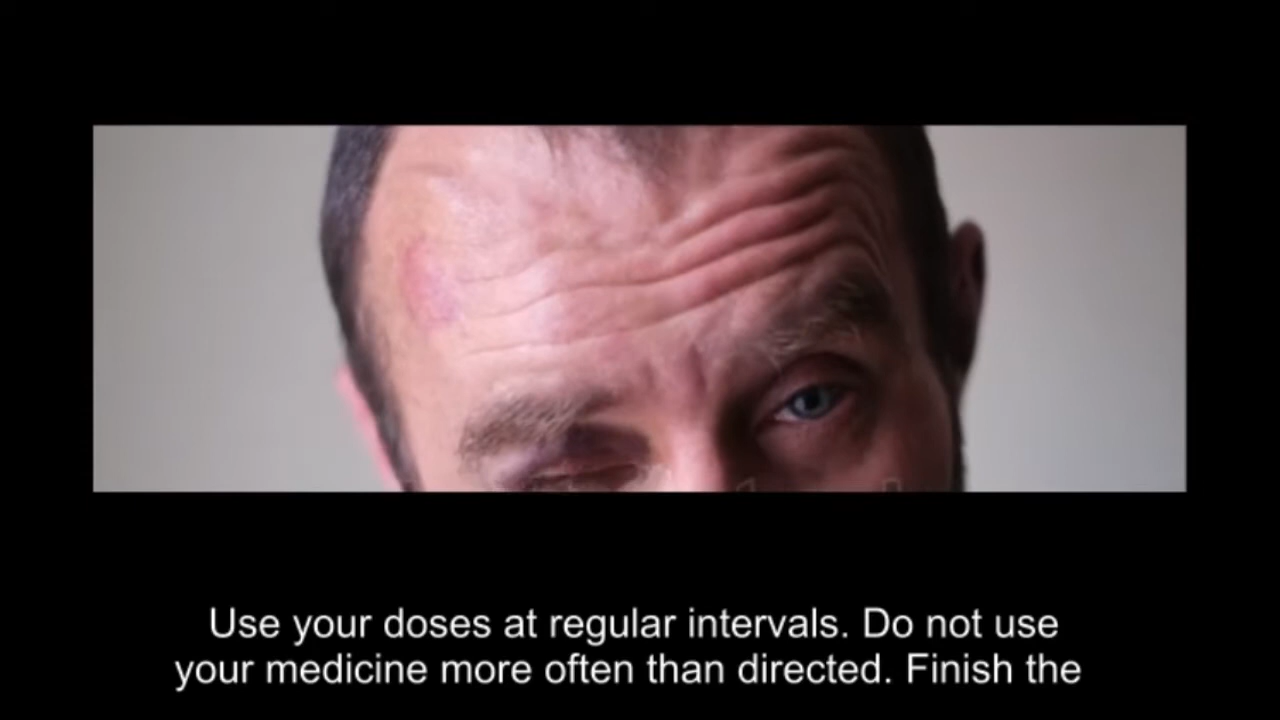 Use your doses at regular intervals. Do not use
your medicine more often than directed. Finish the